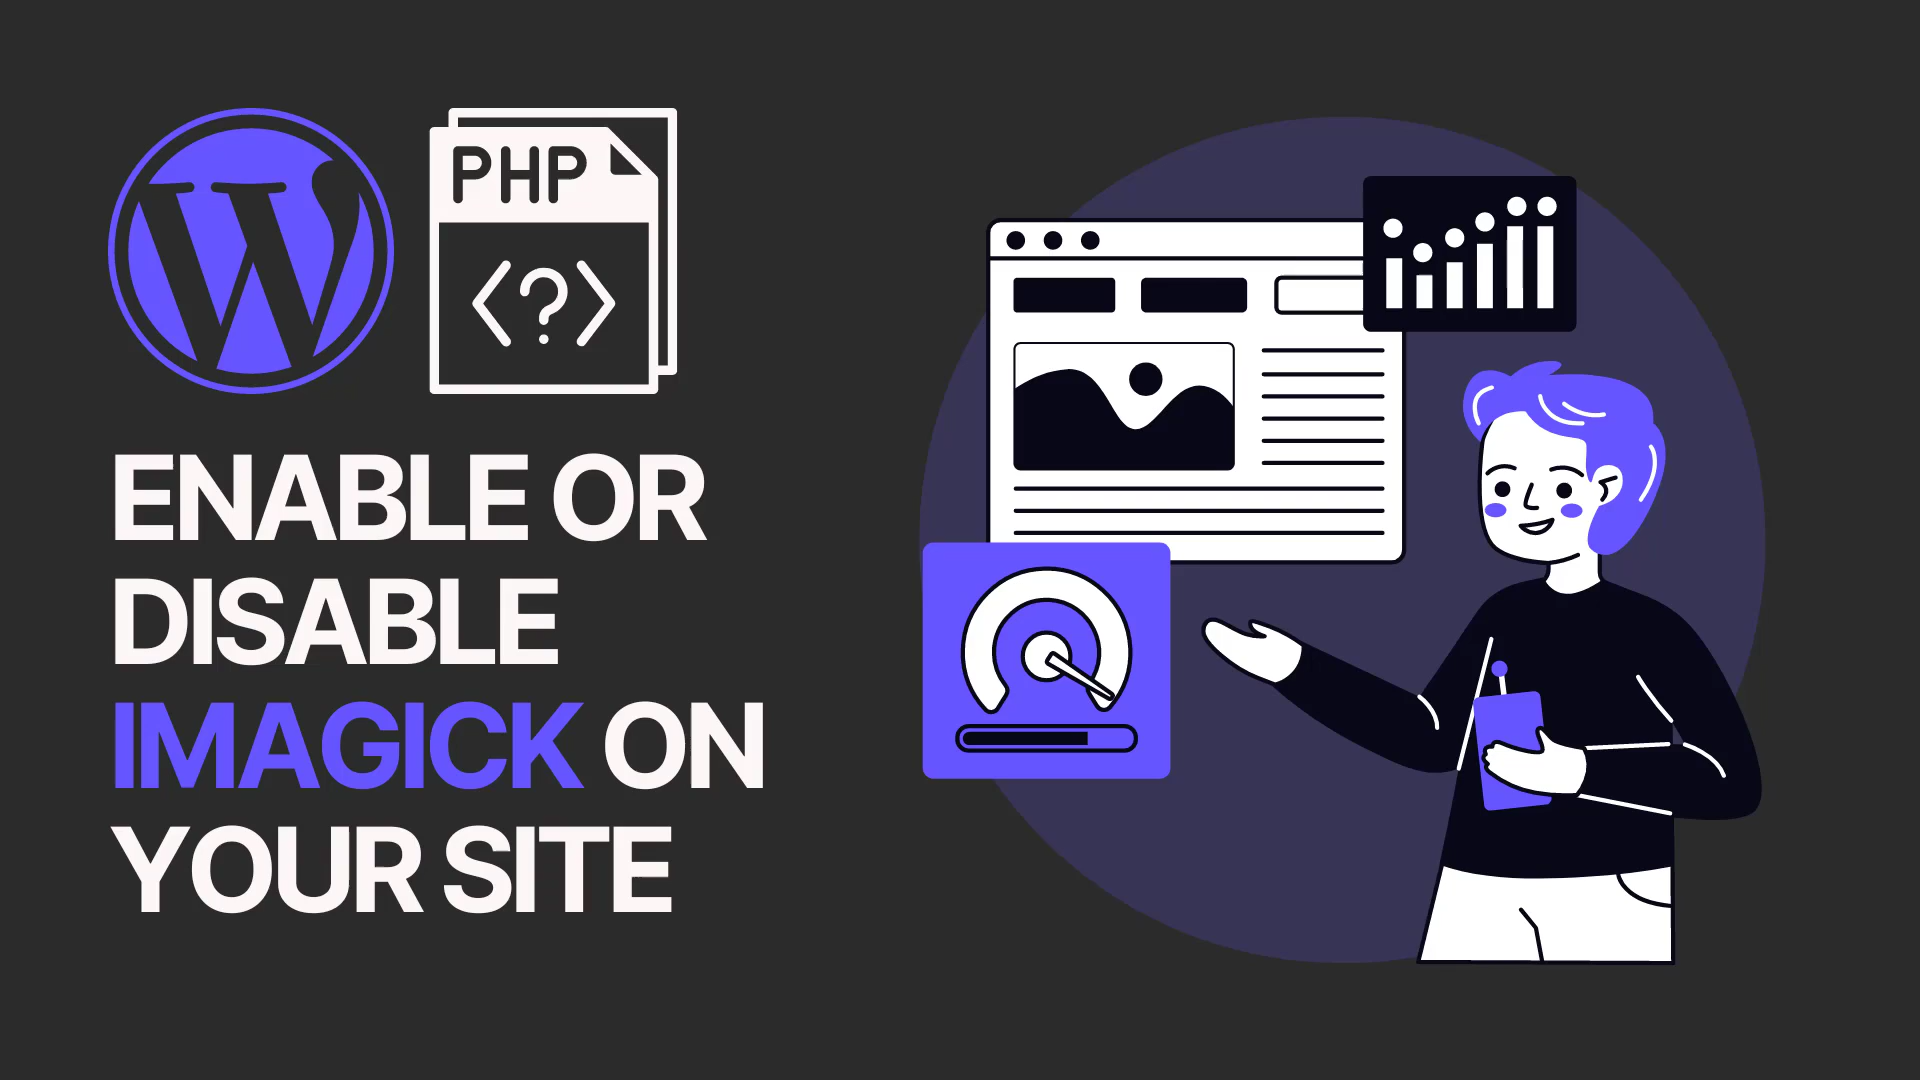 PHP
<?>
ENABLE OR
DISABLE
IMAGICK ON
YOUR SITE